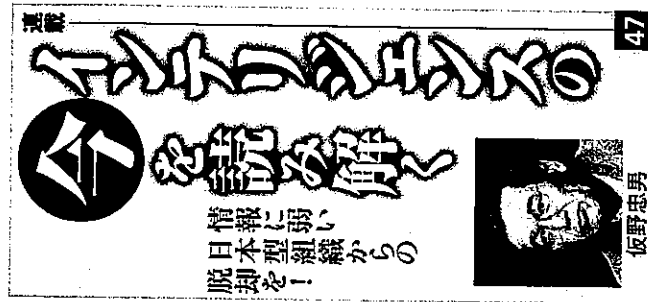 連載
インテリジェンスの
今を読み解く
情報に弱い
日本型組織からの
脱却を!
仮野忠男
47